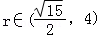 r∈ (√15/2, 4)